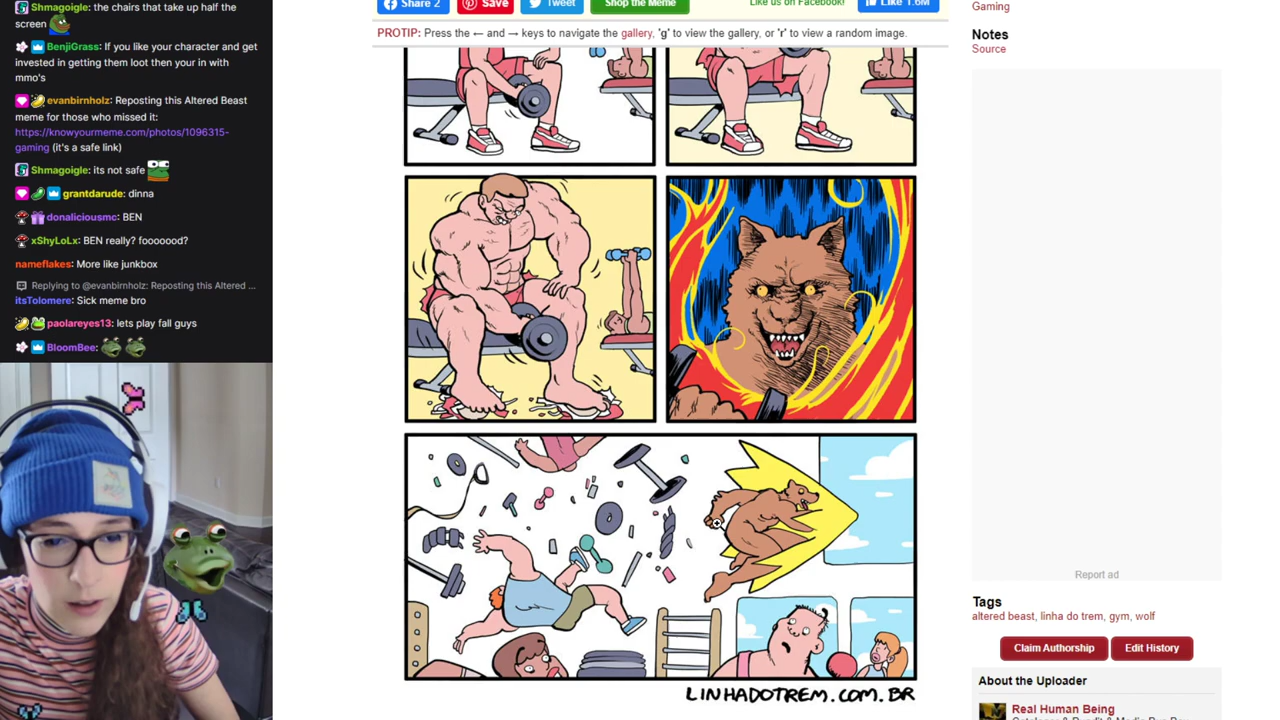 Shmagoigle: the chairs that take up half the
screen
BenjiGrass: If you like your character and get
invested in getting them loot then your in with
mmo's
evanbirnholz: Reposting this Altered Beast
meme for those who missed it:
https://knowyourmeme.com/photos/1096315-
gaming (it's a safe link)
Shmagoigle: its not safe
grantdarude: dinna
donaliciousmc: BEN
xShyLoLx: BEN really? fooooood?
nameflakes: More like junkbox
Replying to @evanbirnholz: Reposting this Altered ...
itsTolomere: Sick meme bro
paolareyes13: lets play fall guys
BloomBee:
Share 2
Save
Tweet
Shop the Meme
Like us on Facebook!
Like 1.6M
PROTIP: Press the ← and → keys to navigate the gallery, 'g' to view the gallery, or 'r' to view a random image.
LINHADOTREM.COM.BR
Gaming
Notes
Source
Report ad
Tags
altered beast, linha do trem, gym, wolf
Claim Authorship
Edit History
About the Uploader
Real Human Being